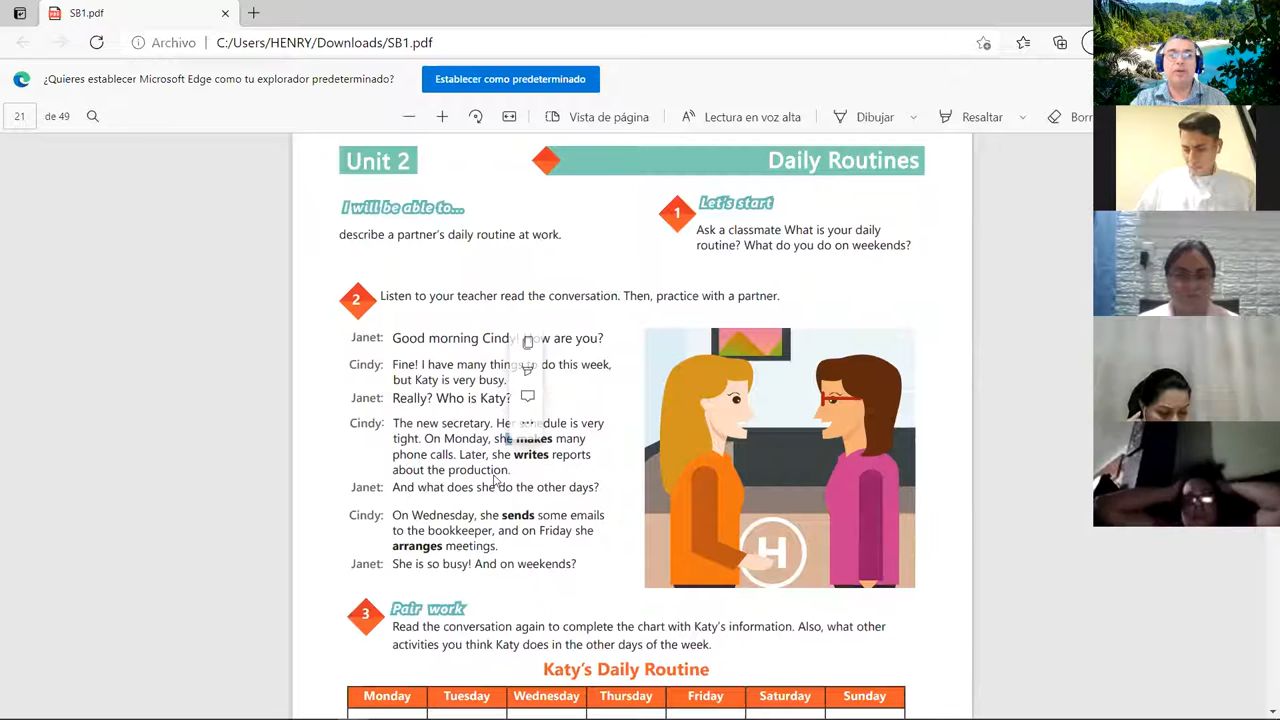 SB1.pdf
Archivo C:/Users/HENRY/Downloads/SB1.pdf
¿Quieres establecer Microsoft Edge como tu explorador predeterminado? Establecer como predeterminado
21 de 49 Vista de página Lectura en voz alta Dibujar Resaltar Borr
Unit 2 Daily Routines
I will be able to...
describe a partner's daily routine at work.
1 Let's start
Ask a classmate What is your daily
routine? What do you do on weekends?
2 Listen to your teacher read the conversation. Then, practice with a partner.
Janet: Good morning Cindy! How are you?
Cindy: Fine! I have many things to do this week,
but Katy is very busy.
Janet: Really? Who is Katy?
Cindy: The new secretary. Her schedule is very
tight. On Monday, she makes many
phone calls. Later, she writes reports
about the production.
Janet: And what does she do the other days?
Cindy: On Wednesday, she sends some emails
to the bookkeeper, and on Friday she
arranges meetings.
Janet: She is so busy! And on weekends?
H
3 Pair work
Read the conversation again to complete the chart with Katy's information. Also, what other
activities you think Katy does in the other days of the week.
Katy's Daily Routine
Monday Tuesday Wednesday Thursday Friday Saturday Sunday